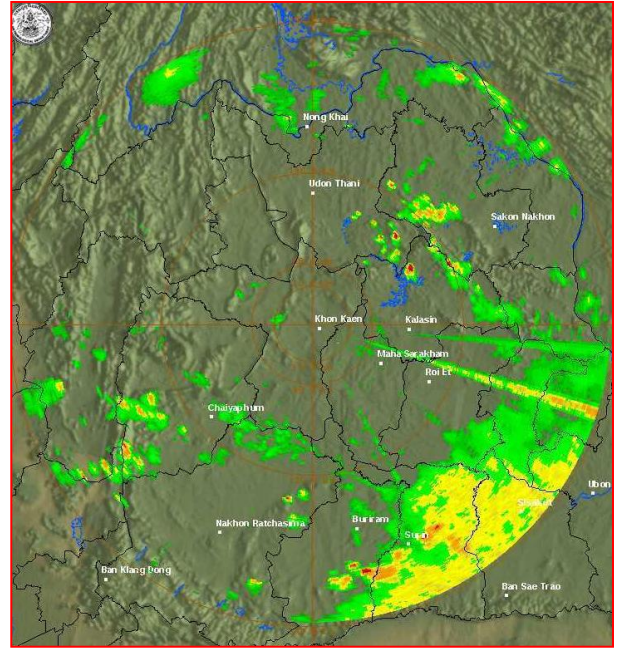 Nong Khai
Udon Thani
Sakon Nakhon
Khon Kaen
Kalasin
Maha Sarakham
Roi Et
Chaiyaphum
Ubon
Nakhon Ratchasima
Buriram
Surin
Ban Klang Dong
Ban Sae Trao